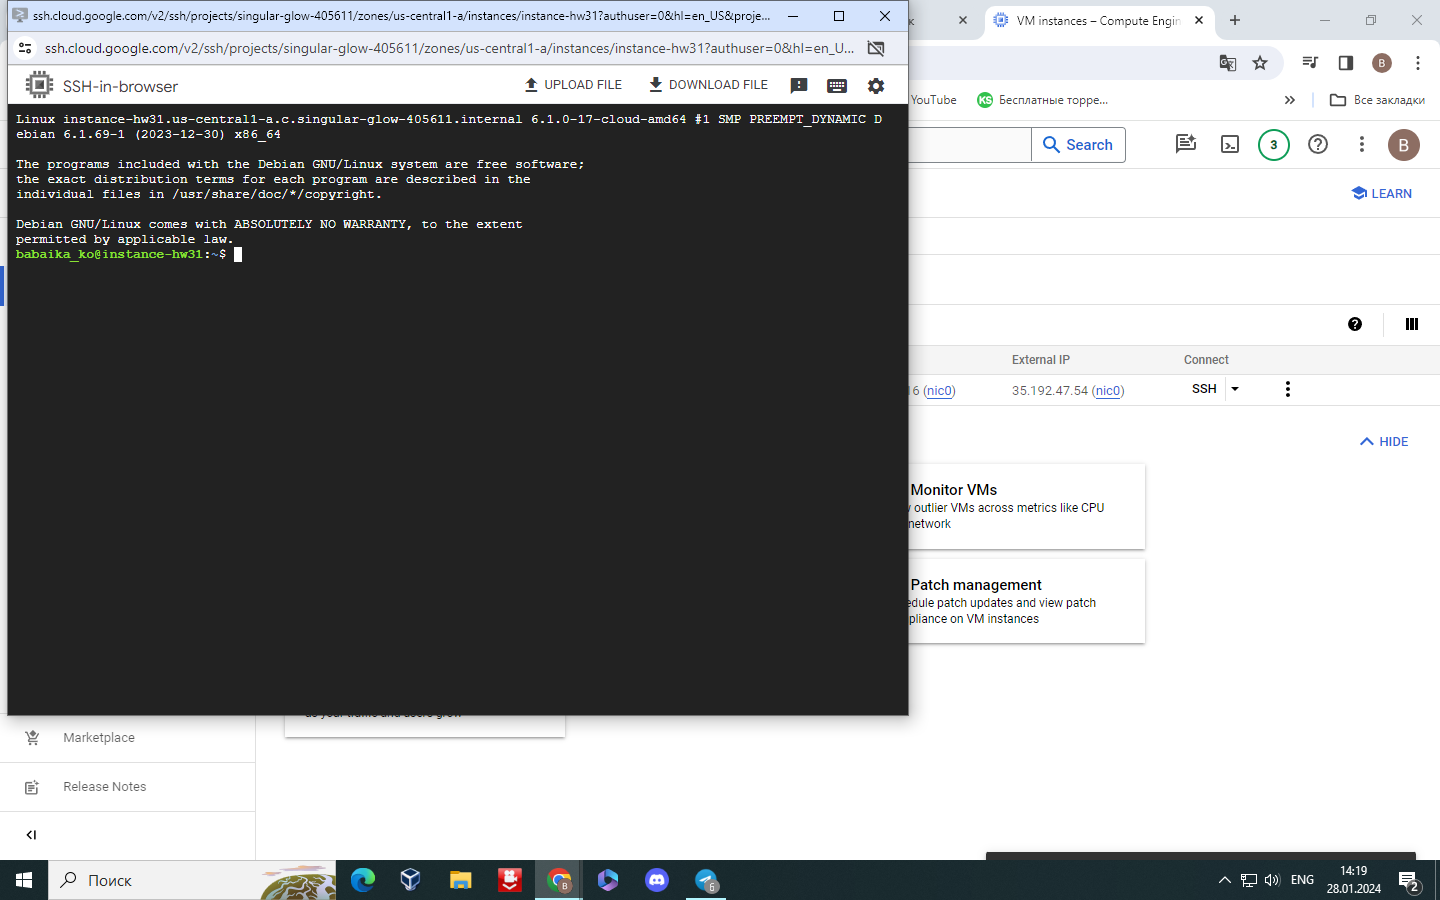 ssh.cloud.google.com/v2/ssh/projects/singular-glow-405611/zones/us-central1-a/instances/instance-hw31?authuser=0&hl=en_US&proje...
ssh.cloud.google.com/v2/ssh/projects/singular-glow-405611/zones/us-central1-a/instances/instance-hw31?authuser=0&hl=en_U...
SSH-in-browser
UPLOAD FILE
DOWNLOAD FILE
Linux instance-hw31.us-central1-a.c.singular-glow-405611.internal 6.1.0-17-cloud-amd64 #1 SMP PREEMPT_DYNAMIC D
ebian 6.1.69-1 (2023-12-30) x86_64
The programs included with the Debian GNU/Linux system are free software;
the exact distribution terms for each program are described in the
individual files in /usr/share/doc/*/copyright.
Debian GNU/Linux comes with ABSOLUTELY NO WARRANTY, to the extent
permitted by applicable law.
babaika_ko@instance-hw31:~$
VM instances – Compute Engin
B
YouTube
KS Бесплатные торре...
Все закладки
Search
3
B
LEARN
External IP
Connect
16 (nic0)
35.192.47.54 (nic0)
SSH
HIDE
Monitor VMs
outlier VMs across metrics like CPU
network
Patch management
edule patch updates and view patch
pliance on VM instances
as your traffic and users grow
Marketplace
Release Notes
Поиск
B
6
ENG
14:19
28.01.2024
2